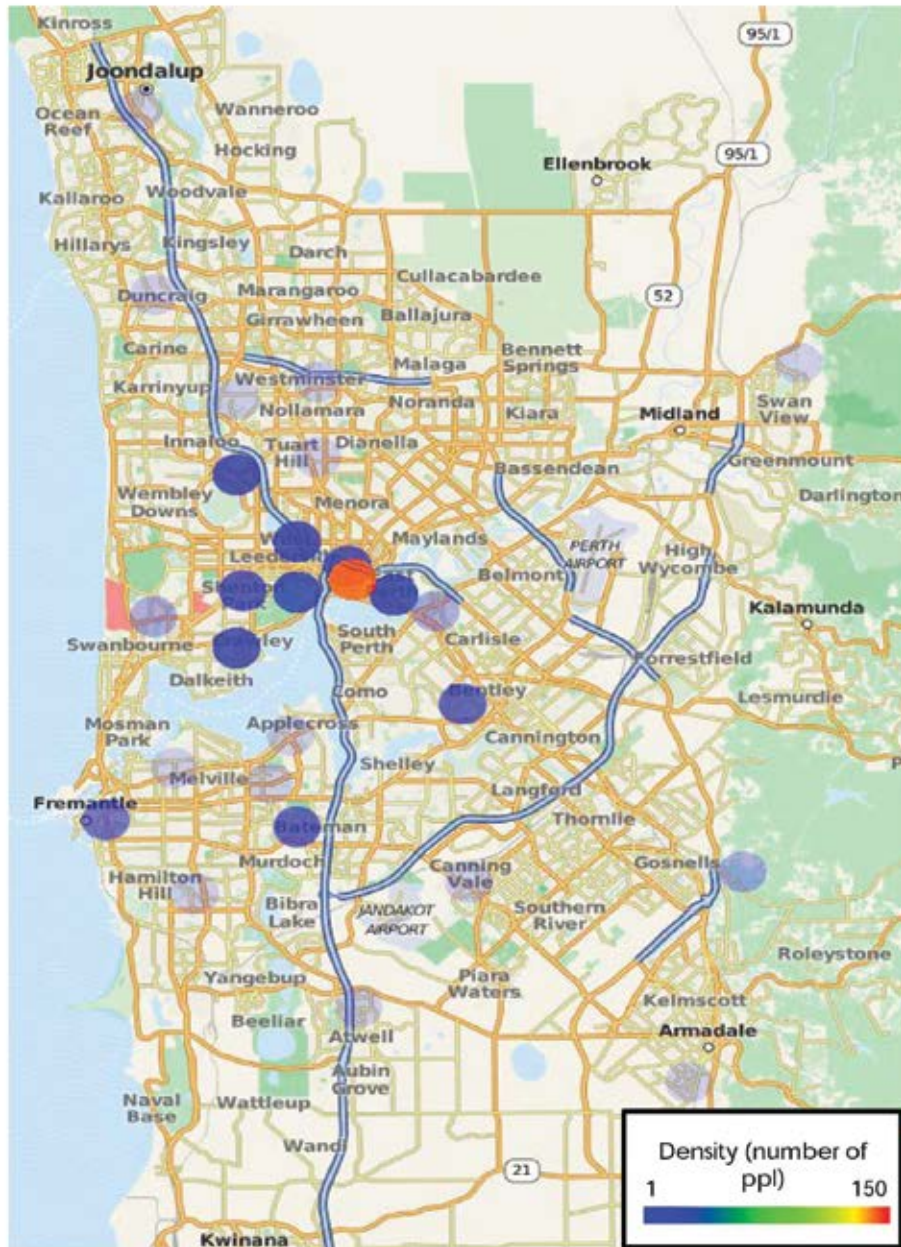 Kinross
95/1
Joondalup
Wanneroo
Ocean
Reef
Hocking
95/1
Ellenbrook
Kallaroo
Woodvale
Hillarys
Kingsley
Darch
Cullacabardee
Duncraig
Marangaroo
52
Girrawheen
Ballajura
Carine
Bennett
Springs
Malaga
Karrinyup
Westminster
Nollamara
Noranda
Kiara
Swan
View
Midland
Innaloo
Tuart
Hill
Dianella
Bassendean
Greenmount
Wembley
Downs
Menora
Darlington
Maylands
PERTH
AIRPORT
High
Wycombe
Belmont
Shenton
Park
Kalamunda
South
Perth
Carlisle
Swanbourne
Forrestfield
Dalkeith
Como
Bentley
Lesmurdie
Mosman
Park
Applecross
Cannington
Shelley
Melville
Langford
Fremantle
Thornlie
Bateman
Murdoch
Canning
Vale
Gosnells
Hamilton
Hill
Bibra
Lake
JANDAKOT
AIRPORT
Southern
River
Roleystone
Yangebup
Piara
Waters
Kelmscott
Beeliar
Atwell
Armadale
Aubin
Grove
Naval
Base
Wattleup
Wandi
21
Kwinana
Density (number of
ppl)
1 150